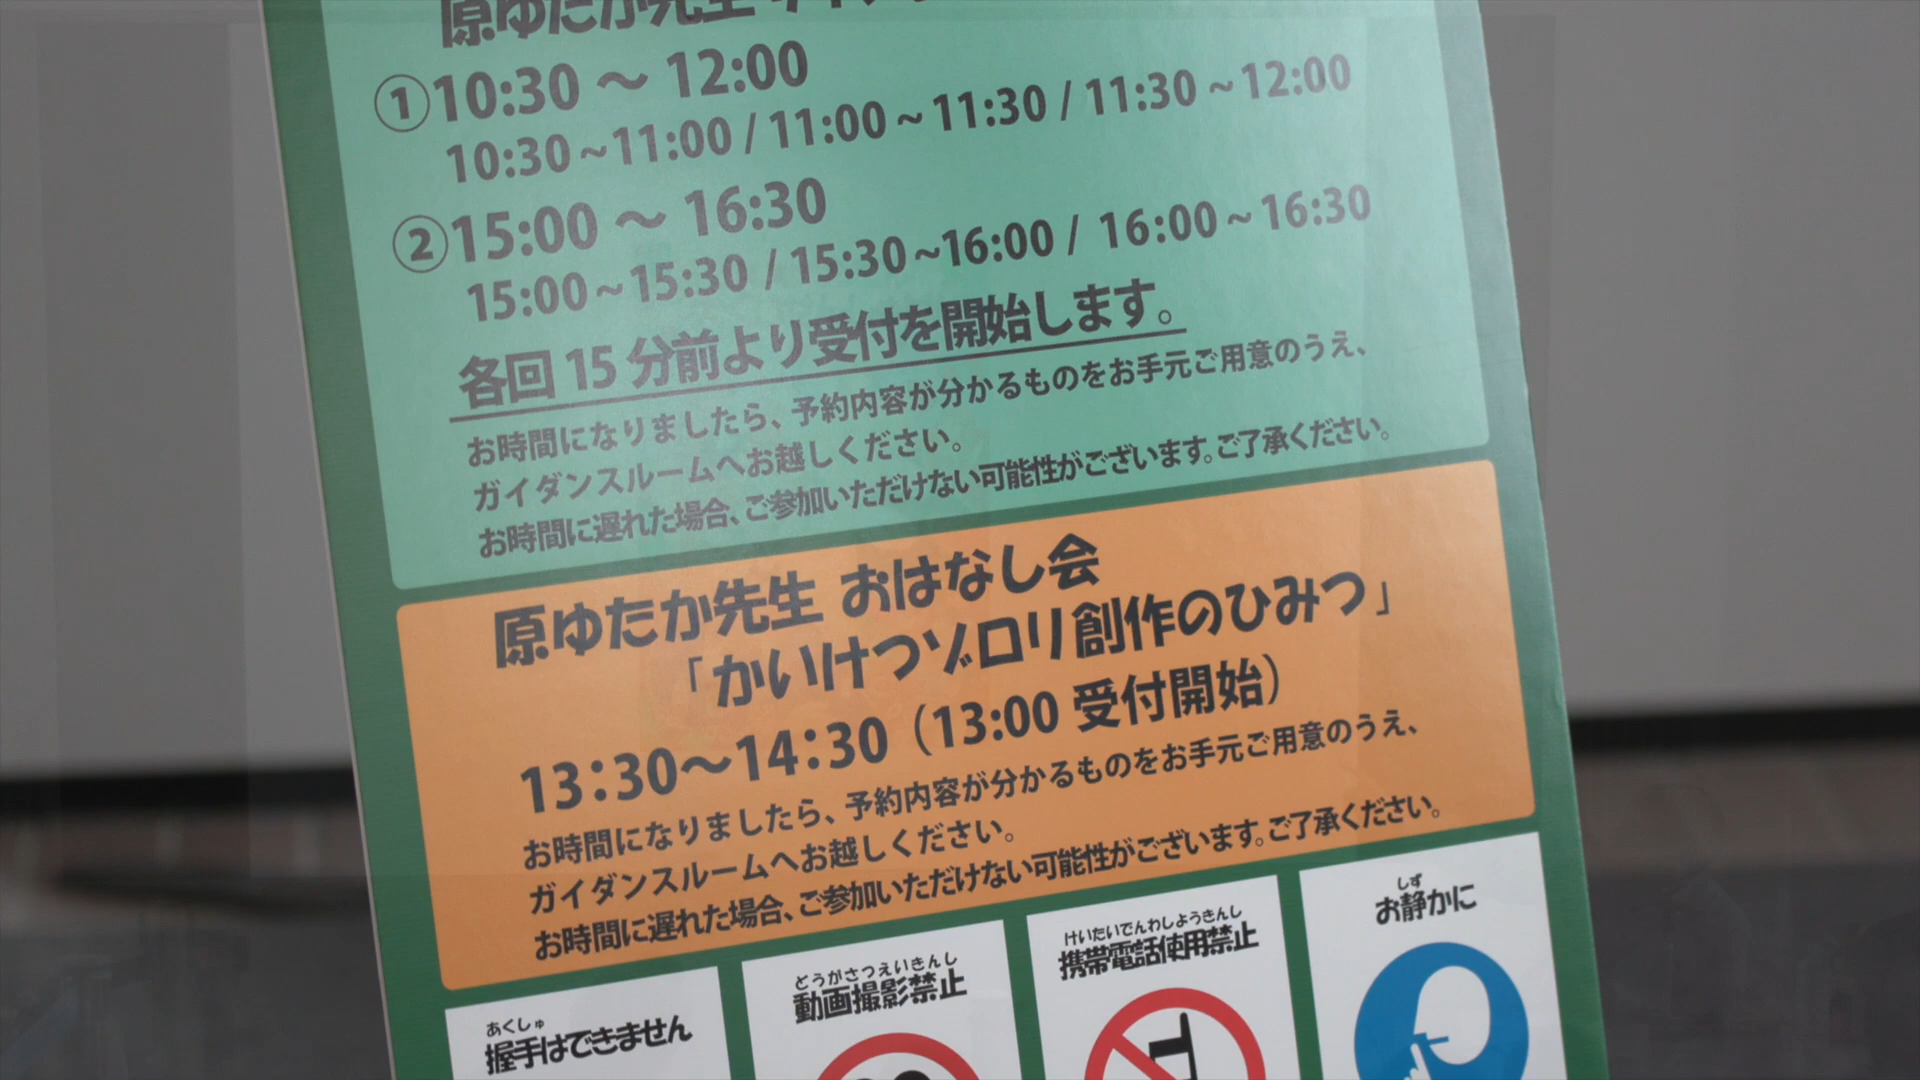 原ゆたか先生
①10:30 ～ 12:00
10:30～11:00 / 11:00～11:30 / 11:30～12:00
②15:00 ～ 16:30
15:00～15:30 / 15:30～16:00 / 16:00～16:30
各回 15 分前より受付を開始します。
お時間になりましたら、予約内容が分かるものをお手元ご用意のうえ、
ガイダンスルームへお越しください。
お時間に遅れた場合、ご参加いただけない可能性がございます。ご了承ください。
原ゆたか先生 おはなし会
「かいけつゾロリ創作のひみつ」
13:30～14:30（13:00 受付開始）
お時間になりましたら、予約内容が分かるものをお手元ご用意のうえ、
ガイダンスルームへお越しください。
お時間に遅れた場合、ご参加いただけない可能性がございます。ご了承ください。
あくしゅ
握手はできません
どうがさつえいきんし
動画撮影禁止
けいたいでんわしようきんし
携帯電話使用禁止
しず
お静かに